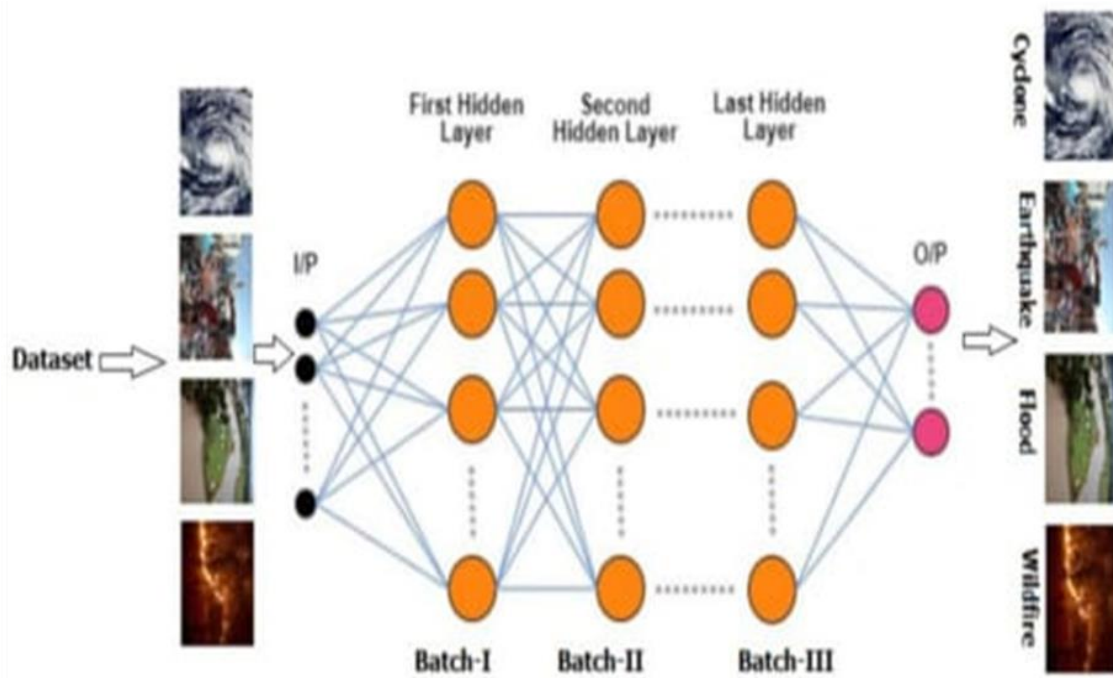 Dataset
I/P
First Hidden
Layer
Second
Hidden Layer
Last Hidden
Layer
Batch-I
Batch-II
Batch-III
O/P
Cyclone
Earthquake
Flood
Wildfire